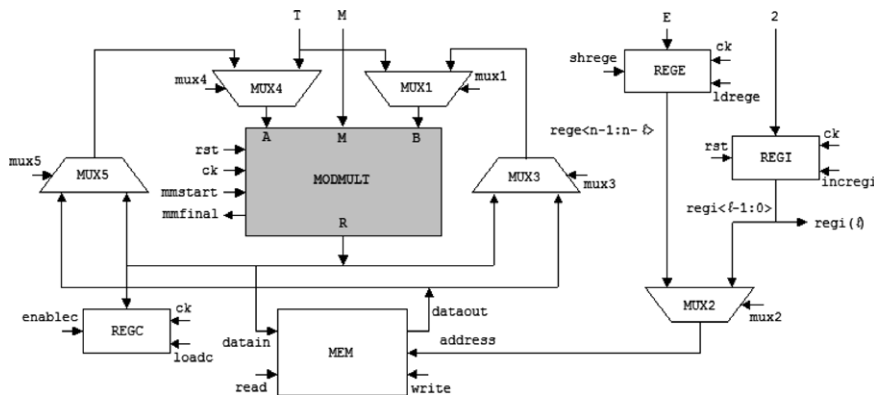 T M E 2
shrege REGE ck
ldrege
mux4 MUX4 MUX1 mux1
A M B
rege<n-1:n-ℓ>
rst
ck
mmstart
mmfinal
MODMULT
R
mux5 MUX5
MUX3 mux3
rst REGI ck
incregi
regi<ℓ-1:0>
regi(ℓ)
MUX2 mux2
enablec REGC ck
loadc
datain MEM dataout
address
read write